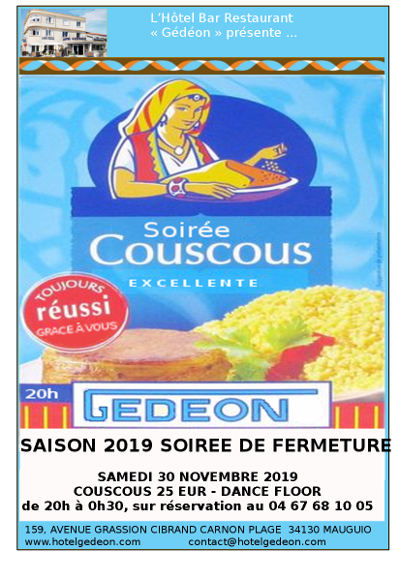 L'Hôtel Bar Restaurant
« Gédéon » présente ...
Soirée
Couscous
EXCELLENTE
TOUJOURS
réussi
GRACE À VOUS
20h
GEDEON
SAISON 2019 SOIREE DE FERMETURE
SAMEDI 30 NOVEMBRE 2019
COUSCOUS 25 EUR - DANCE FLOOR
de 20h à 0h30, sur réservation au 04 67 68 10 05
159, AVENUE GRASSION CIBRAND CARNON PLAGE 34130 MAUGUIO
www.hotelgedeon.com contact@hotelgedeon.com